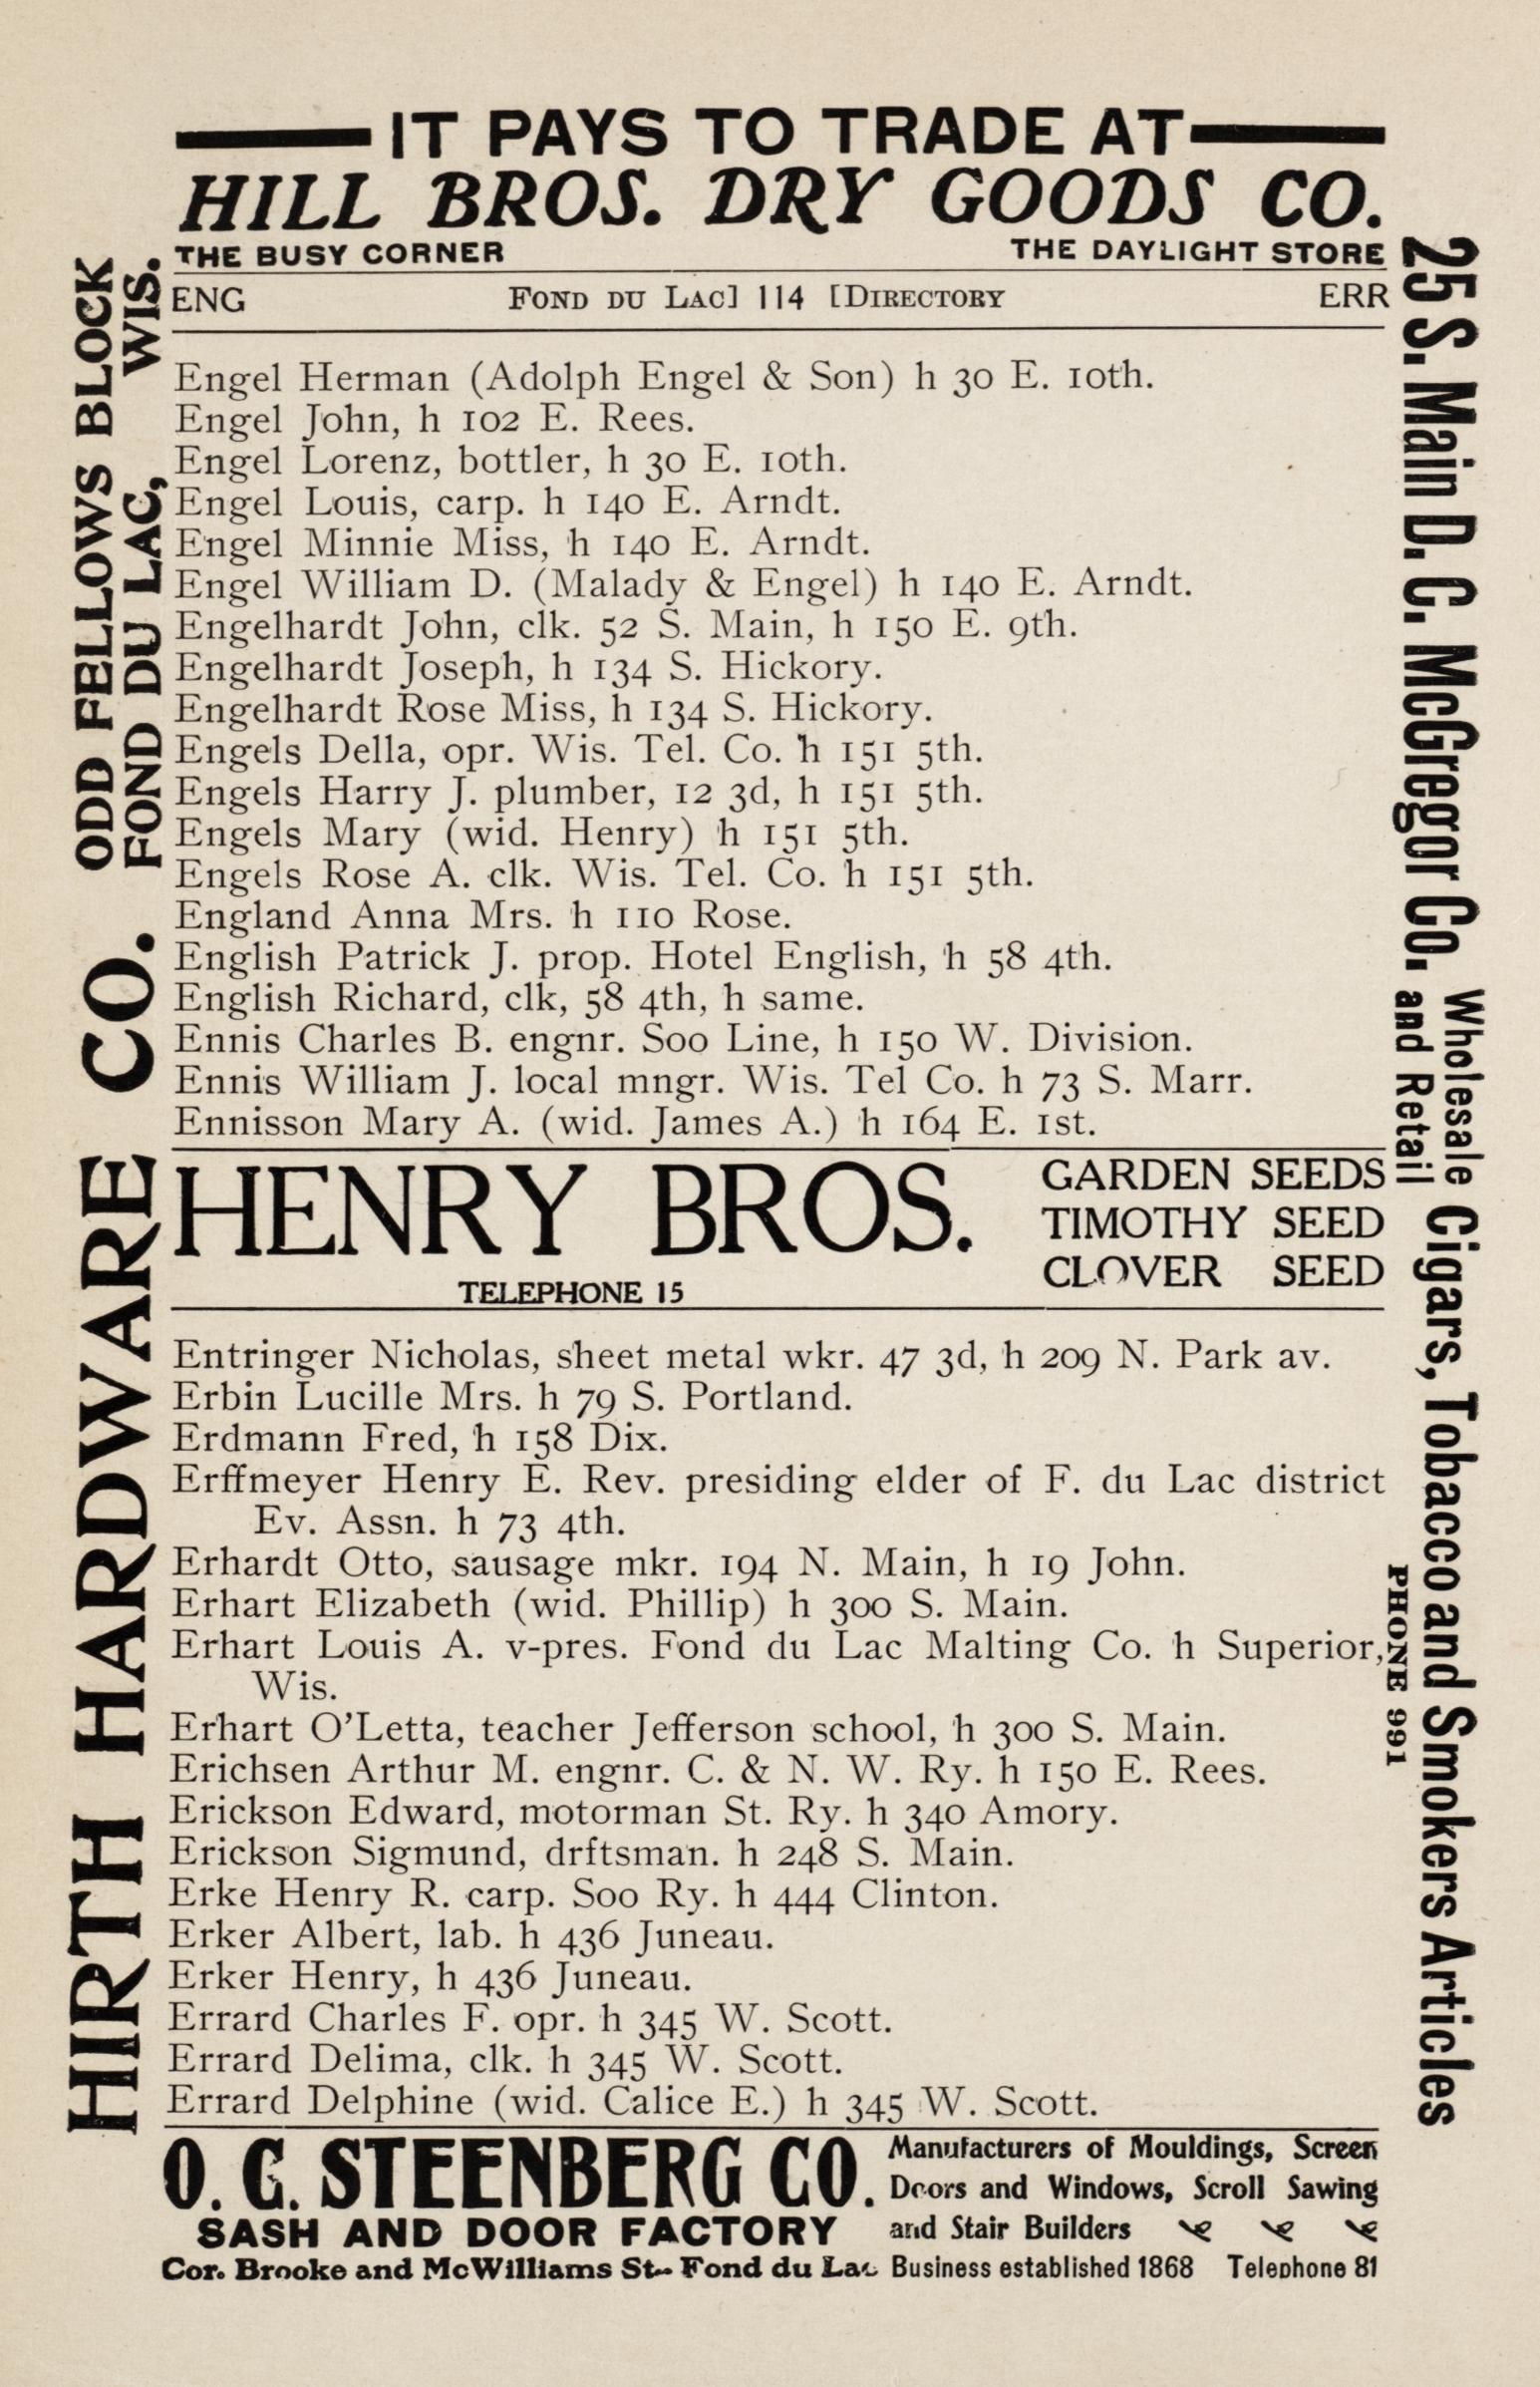 IT PAYS TO TRADE AT
HILL BROS. DRY GOODS CO.
THE BUSY CORNER THE DAYLIGHT STORE
ENG FOND DU LAC] 114 [DIRECTORY ERR
Engel Herman (Adolph Engel & Son) h 30 E. 10th.
Engel John, h 102 E. Rees.
Engel Lorenz, bottler, h 30 E. 10th.
Engel Louis, carp. h 140 E. Arndt.
Engel Minnie Miss, h 140 E. Arndt.
Engel William D. (Malady & Engel) h 140 E. Arndt.
Engelhardt John, clk. 52 S. Main, h 150 E. 9th.
Engelhardt Joseph, h 134 S. Hickory.
Engelhardt Rose Miss, h 134 S. Hickory.
Engels Della, opr. Wis. Tel. Co. h 151 5th.
Engels Harry J. plumber, 12 3d, h 151 5th.
Engels Mary (wid. Henry) h 151 5th.
Engels Rose A. clk. Wis. Tel. Co. h 151 5th.
England Anna Mrs. h 110 Rose.
English Patrick J. prop. Hotel English, h 58 4th.
English Richard, clk, 58 4th, h same.
Ennis Charles B. engnr. Soo Line, h 150 W. Division.
Ennis William J. local mngr. Wis. Tel Co. h 73 S. Marr.
Ennisson Mary A. (wid. James A.) h 164 E. 1st.
HENRY BROS.
TELEPHONE 15
GARDEN SEEDS
TIMOTHY SEED
CLOVER SEED
Entringer Nicholas, sheet metal wkr. 47 3d, h 209 N. Park av.
Erbin Lucille Mrs. h 79 S. Portland.
Erdmann Fred, h 158 Dix.
Erffmeyer Henry E. Rev. presiding elder of F. du Lac district
Ev. Assn. h 73 4th.
Erhardt Otto, sausage mkr. 194 N. Main, h 19 John.
Erhart Elizabeth (wid. Phillip) h 300 S. Main.
Erhart Louis A. v-pres. Fond du Lac Malting Co. h Superior,
Wis.
Erhart O'Letta, teacher Jefferson school, h 300 S. Main.
Erichsen Arthur M. engnr. C. & N. W. Ry. h 150 E. Rees.
Erickson Edward, motorman St. Ry. h 340 Amory.
Erickson Sigmund, drftsman. h 248 S. Main.
Erke Henry R. carp. Soo Ry. h 444 Clinton.
Erker Albert, lab. h 436 Juneau.
Erker Henry, h 436 Juneau.
Errard Charles F. opr. h 345 W. Scott.
Errard Delima, clk. h 345 W. Scott.
Errard Delphine (wid. Calice E.) h 345 W. Scott.
O. C. STEENBERG CO.
SASH AND DOOR FACTORY
Cor. Brooke and McWilliams St. Fond du Lac
Manufacturers of Mouldings, Screen
Doors and Windows, Scroll Sawing
and Stair Builders
Business established 1868 Telephone 81
HIRTH HARDWARE CO.
ODD FELLOWS BLOCK
FOND DU LAC, WIS.
25 S. Main D. C. McGregor Co. Wholesale
and Retail
Cigars, Tobacco and Smokers Articles
PHONE 991